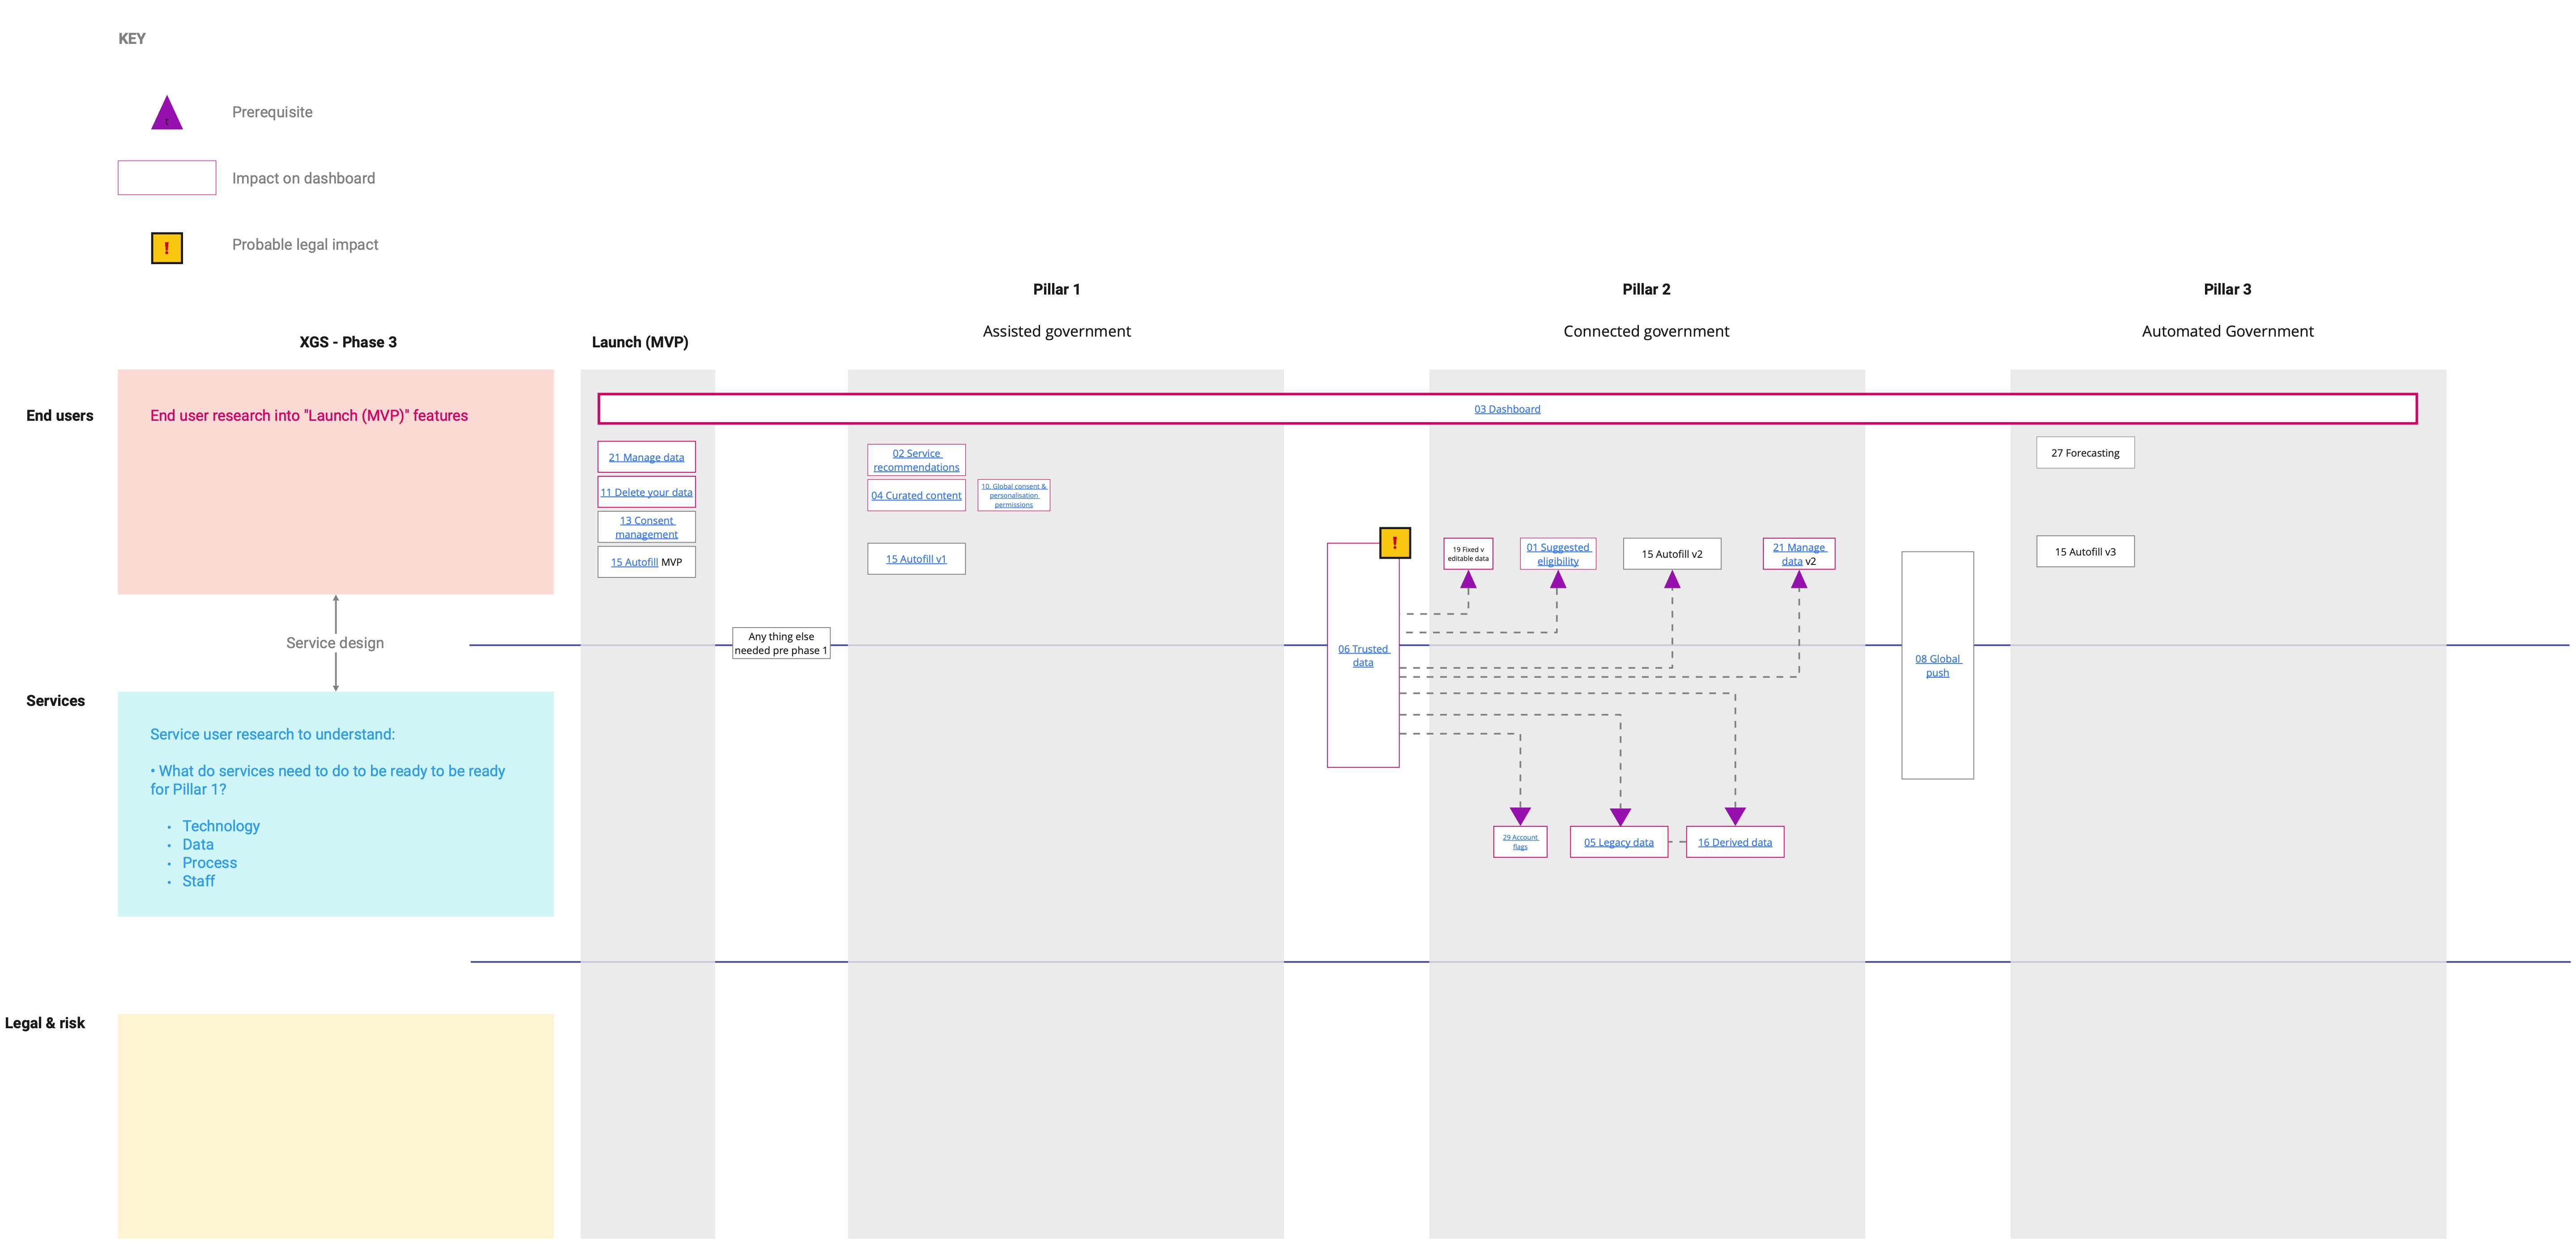 KEY
t
Prerequisite
Impact on dashboard
!
Probable legal impact
Pillar 1
Pillar 2
Pillar 3
Assisted government
Connected government
Automated Government
XGS - Phase 3
Launch (MVP)
End users
End user research into "Launch (MVP)" features
03 Dashboard
21 Manage data
11 Delete your data
13 Consent
management
15 Autofill MVP
02 Service
recommendations
04 Curated content
10. Global consent &
personalisation
permissions
15 Autofill v1
!
19 Fixed v
editable data
01 Suggested
eligibility
15 Autofill v2
21 Manage
data v2
27 Forecasting
15 Autofill v3
Service design
Any thing else
needed pre phase 1
06 Trusted
data
08 Global
push
Services
Service user research to understand:
• What do services need to do to be ready to be ready
for Pillar 1?
• Technology
• Data
• Process
• Staff
29 Account
flags
05 Legacy data
16 Derived data
Legal & risk